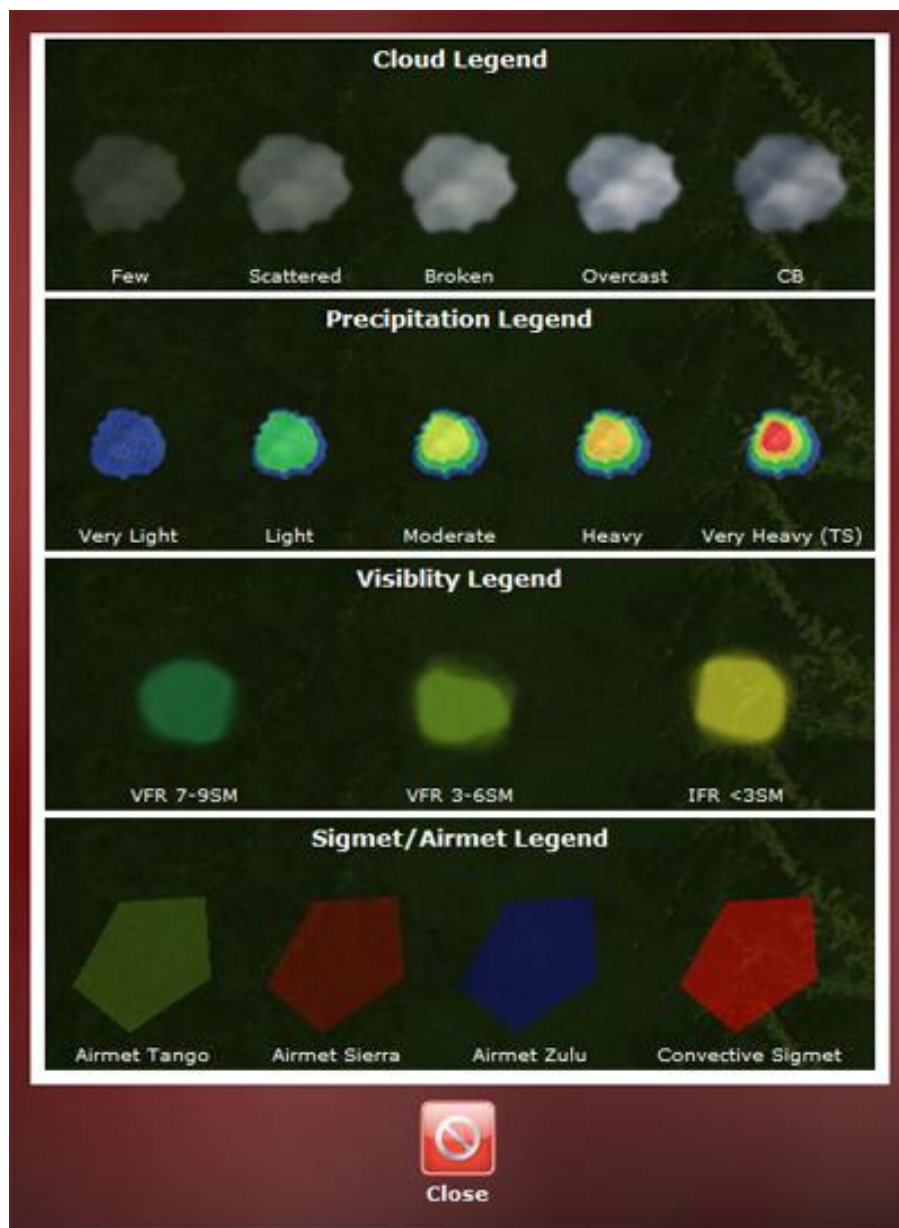 Cloud Legend
Few Scattered Broken Overcast CB
Precipitation Legend
Very Light Light Moderate Heavy Very Heavy (TS)
Visiblity Legend
VFR 7-9SM VFR 3-6SM IFR <3SM
Sigmet/Airmet Legend
Airmet Tango Airmet Sierra Airmet Zulu Convective Sigmet
Close